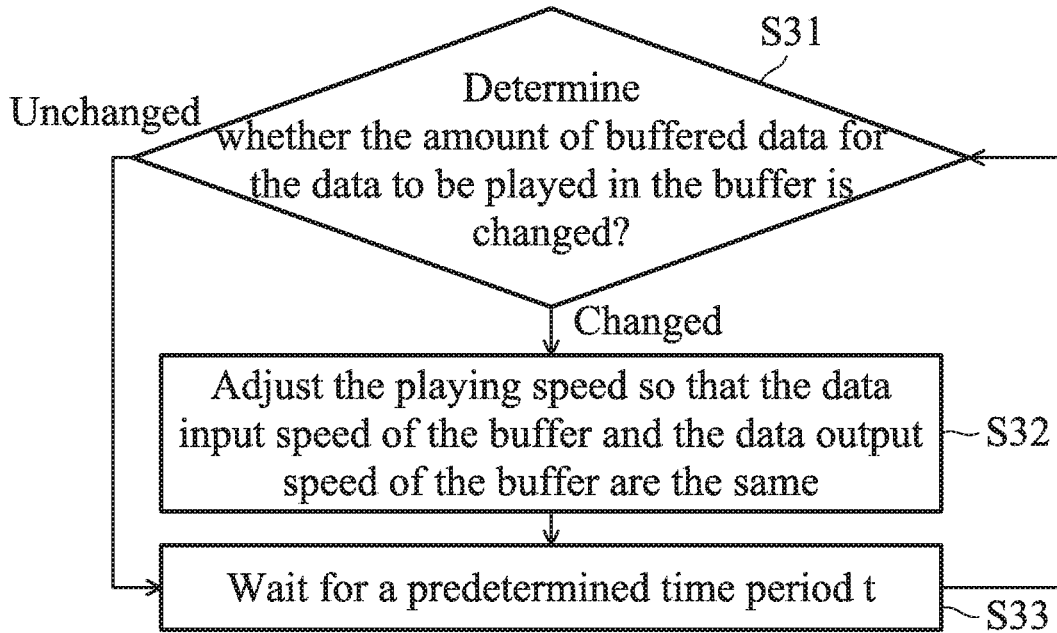 S31
Determine
Unchanged
whether the amount of buffered data for
the data to be played in the buffer is
changed?
Changed
Adjust the playing speed so that the data
input speed of the buffer and the data output
speed of the buffer are the same
S32
Wait for a predetermined time period t
S33